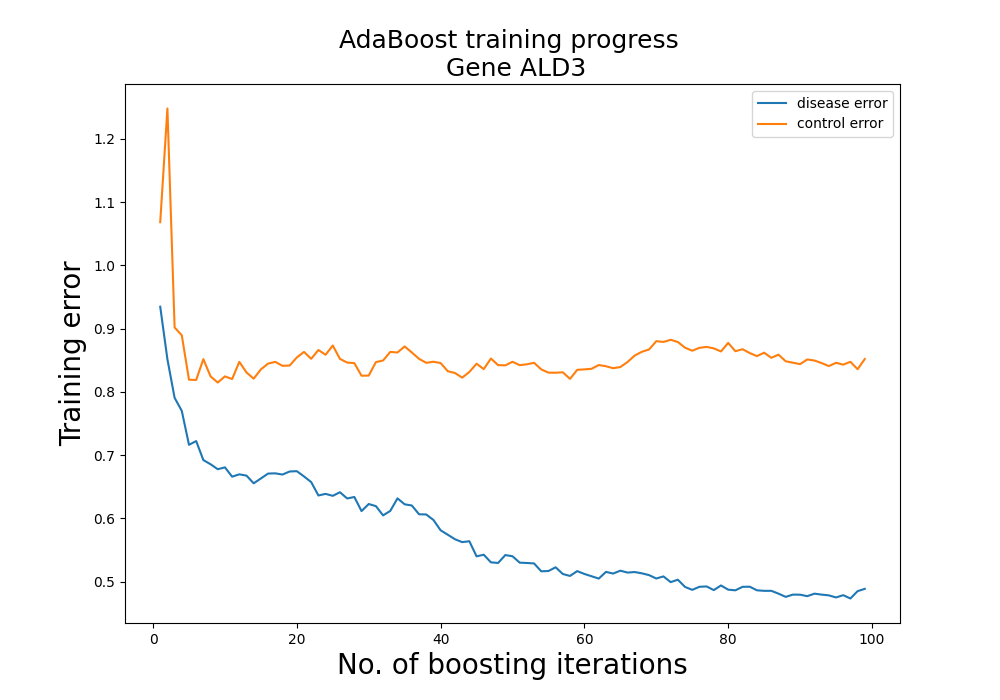 AdaBoost training progress
Gene ALD3
disease error
control error
Training error
1.2
1.1
1.0
0.9
0.8
0.7
0.6
0.5
0
20
40
60
80
100
No. of boosting iterations